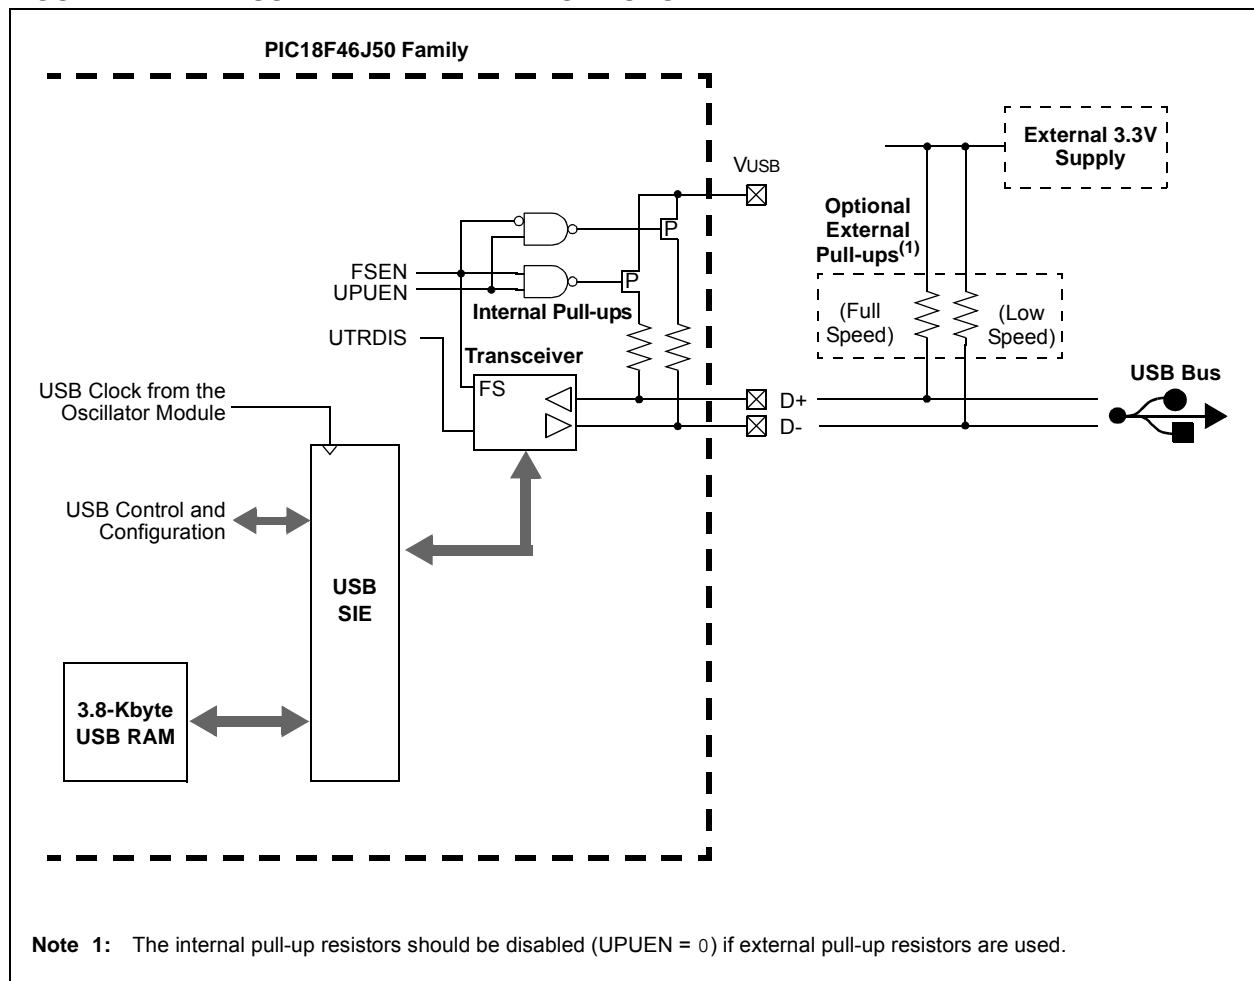 PIC18F46J50 Family
External 3.3V
Supply
VUSB
P
Optional
External
Pull-ups(1)
FSEN
UPUEN
P
Internal Pull-ups
(Full
Speed)
(Low
Speed)
UTRDIS
Transceiver
FS
USB Bus
USB Clock from the
Oscillator Module
D+
D-
USB Control and
Configuration
USB
SIE
3.8-Kbyte
USB RAM
Note 1: The internal pull-up resistors should be disabled (UPUEN = 0) if external pull-up resistors are used.